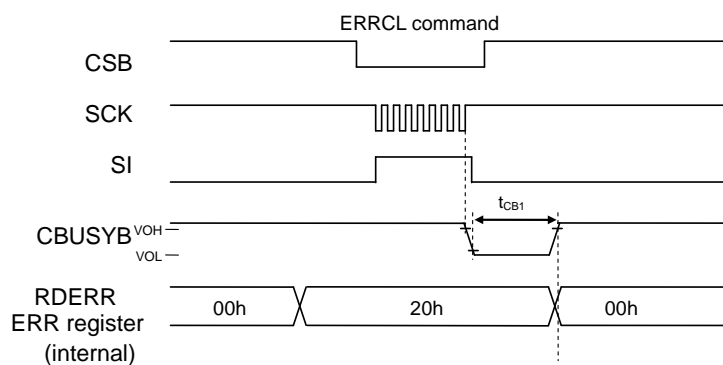 ERRCL command
CSB
SCK
SI
tCB1
CBUSYB VOH
VOL
RDERR
ERR register
(internal)
00h 20h 00h